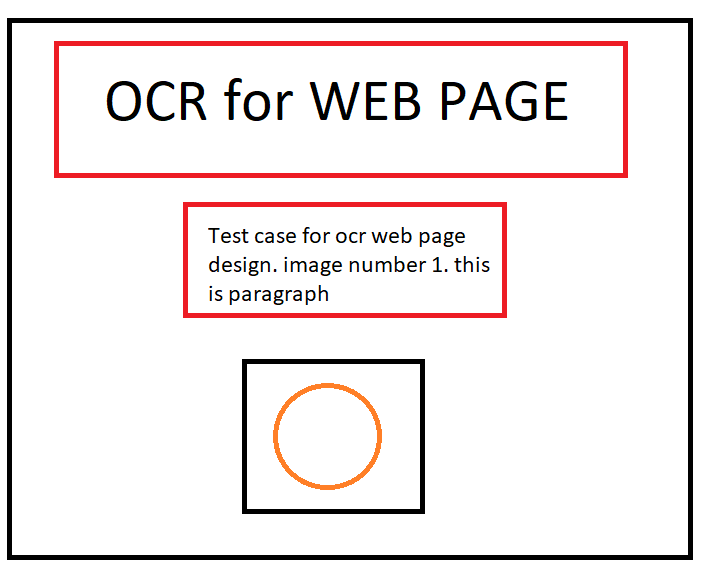 OCR for WEB PAGE
Test case for ocr web page
design. image number 1. this
is paragraph